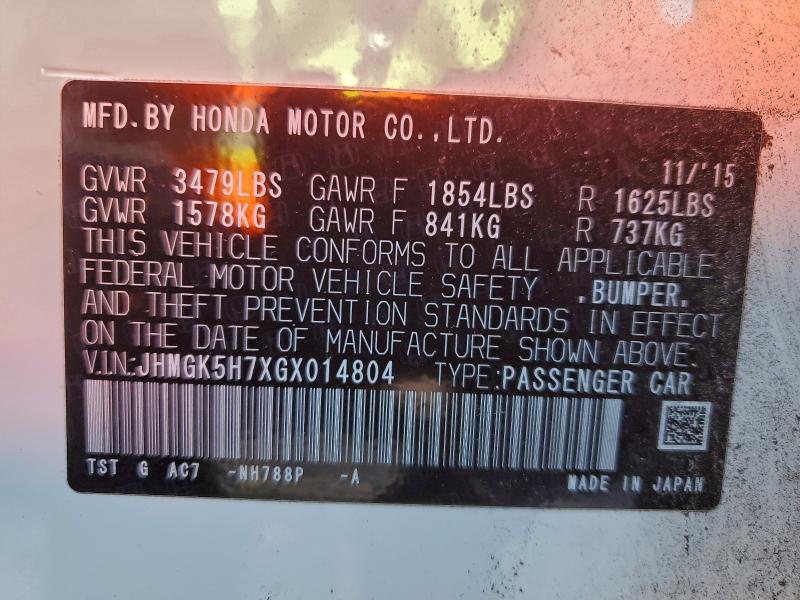 MFD. BY HONDA MOTOR CO., LTD.
11/'15
GVWR 3479LBS GAWR F 1854LBS R 1625LBS
GVWR 1578KG GAWR F 841KG R 737KG
THIS VEHICLE CONFORMS TO ALL APPLICABLE
FEDERAL MOTOR VEHICLE SAFETY ,BUMPER,
AND THEFT PREVENTION STANDARDS IN EFFECT
ON THE DATE OF MANUFACTURE SHOWN ABOVE.
V.I.N.:JHMGK5H7XGX014804 TYPE:PASSENGER CAR
TST G AC7 -NH788P -A MADE IN JAPAN